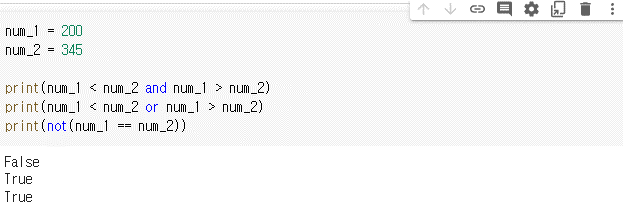 num_1 = 200
num_2 = 345
print(num_1 < num_2 and num_1 > num_2)
print(num_1 < num_2 or num_1 > num_2)
print(not(num_1 == num_2))
False
True
True